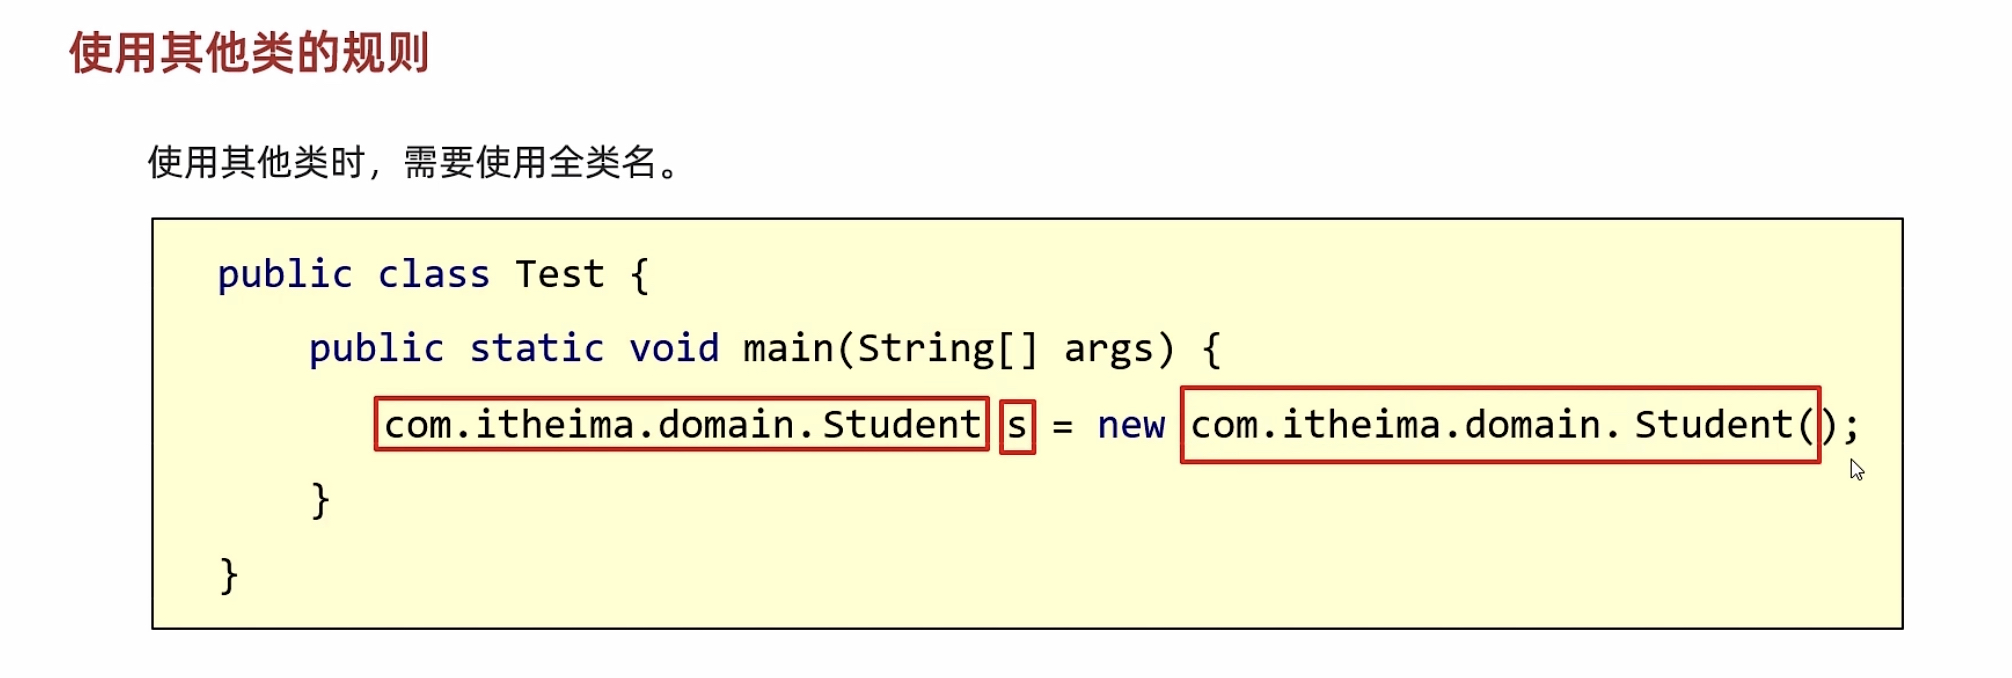 使用其他类的规则
使用其他类时，需要使用全类名。
public class Test {
public static void main(String[] args) {
com.itheima.domain.Student s = new com.itheima.domain. Student();
}
}